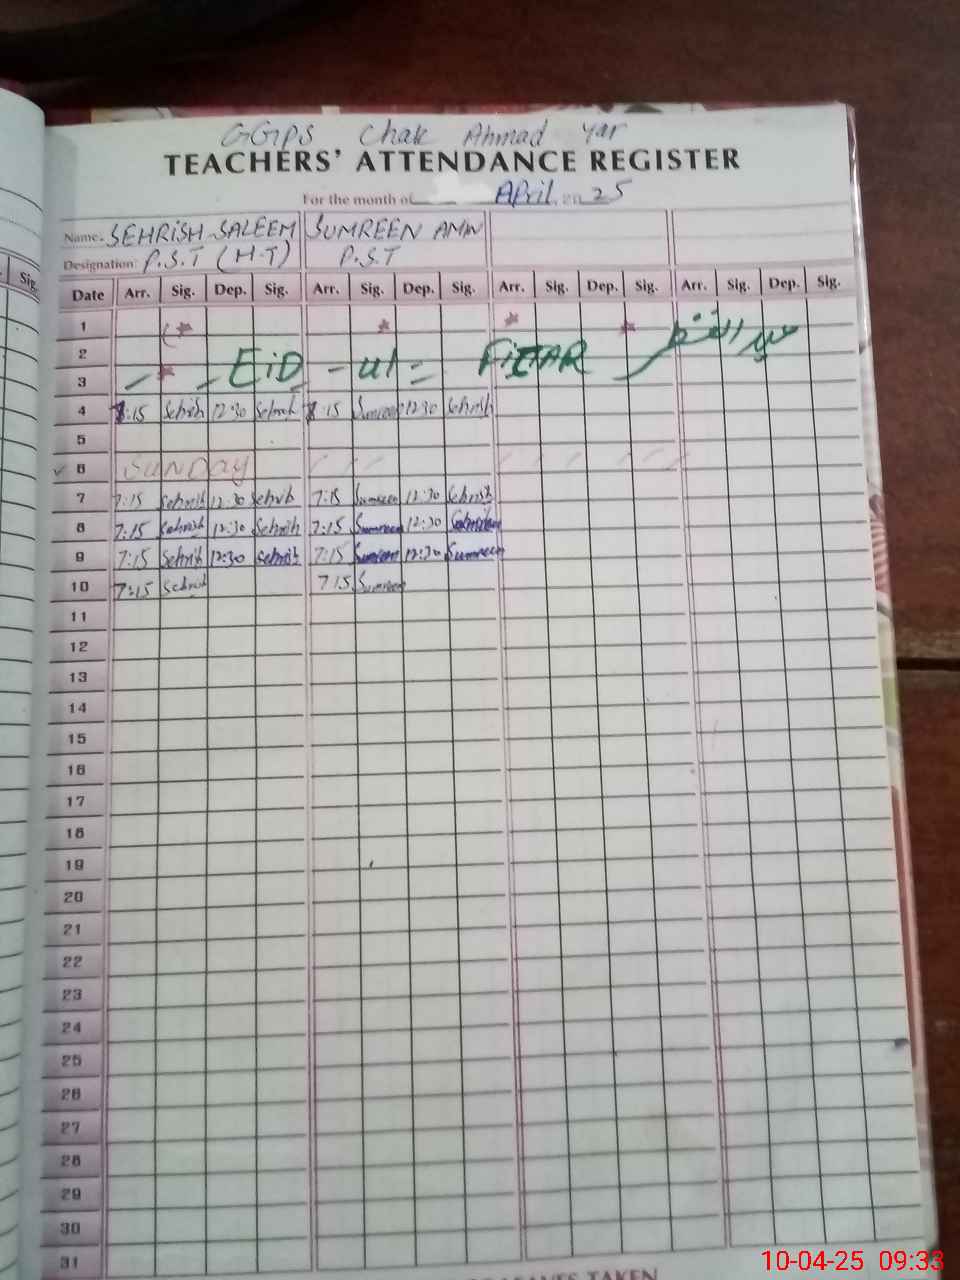 GGPS Chak Ahmad Yar
TEACHERS' ATTENDANCE REGISTER
For the month of April 2025
Name. SEHRISH SALEEM SUMREEN AMIN
Designation: P.S.T (H.T) P.S.T
Sig.
Date Arr. Sig. Dep. Sig. Arr. Sig. Dep. Sig. Arr. Sig. Dep. Sig. Arr. Sig. Dep. Sig.
1
2
3 EiD - ul = FiTAR عید الفطر
4 :15 Sehrish 12:30 Sehrish :15 Sumreen 12:30 Sehrish
5
6 SUNDAY
7 7:15 Sehrish 12:30 Sehrish 7:15 Sumreen 12:30 Sehrish
8 7:15 Sehrish 12:30 Sehrish 7:15 Sumreen 12:30
9 7:15 Sehrish 12:30 Sehrish 7:15 Sumreen 12:30 Sumreen
10 7:15 Sehrish 7 15 Sumreen
11
12
13
14
15
16
17
18
19
20
21
22
23
24
25
26
27
28
29
30
31
TAKEN
10-04-25 09:33